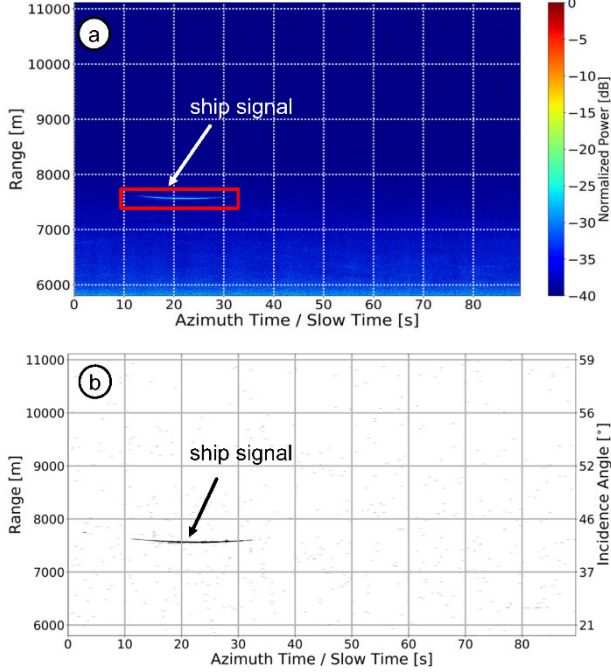 a
ship signal
11000
10000
9000
8000
7000
6000
Range [m]
0 10 20 30 40 50 60 70 80
Azimuth Time / Slow Time [s]
0
−5
−10
−15
−20
−25
−30
−35
−40
Normalized Power [dB]
b
ship signal
11000
10000
9000
8000
7000
6000
Range [m]
0 10 20 30 40 50 60 70 80
Azimuth Time / Slow Time [s]
59
56
52
46
37
21
Incidence Angle [°]